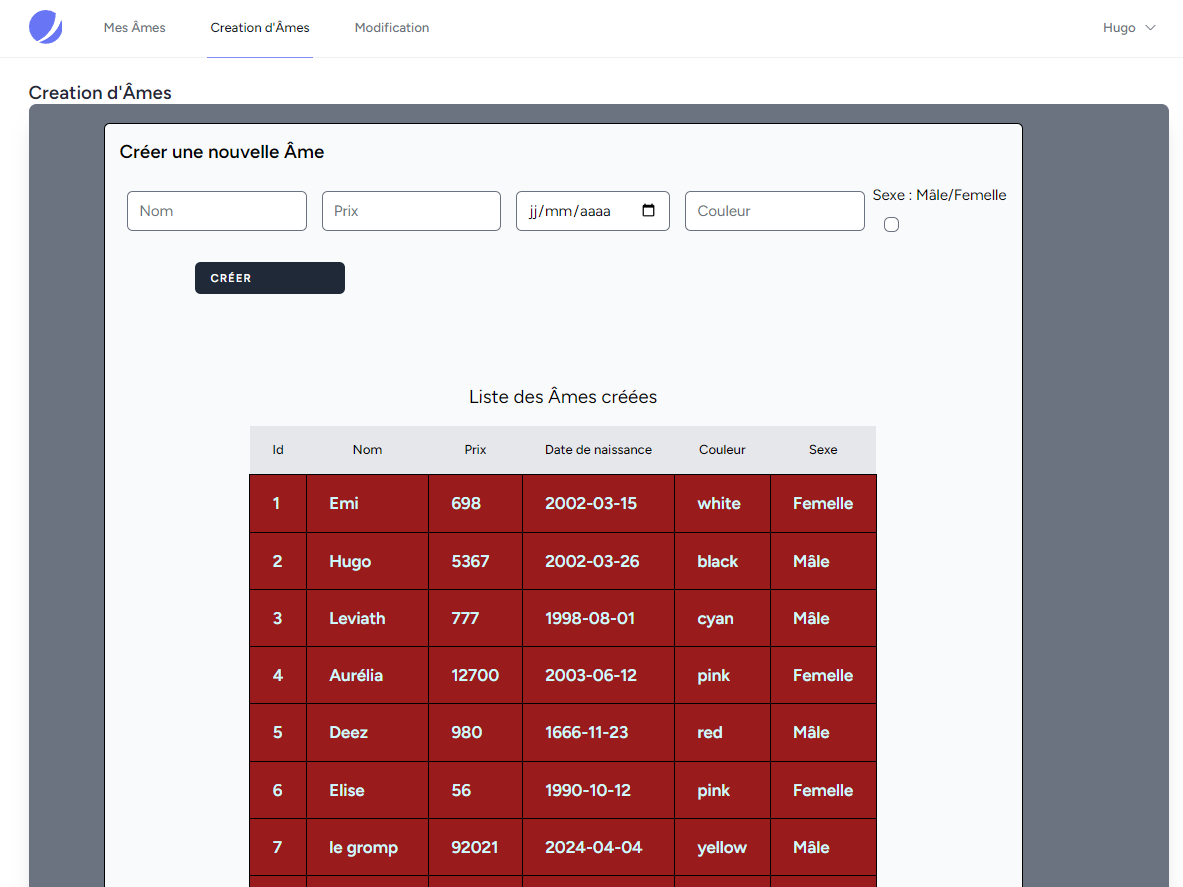 Mes Âmes Creation d'Âmes Modification Hugo
Creation d'Âmes
Créer une nouvelle Âme
Sexe : Mâle/Femelle
Nom Prix jj/mm/aaaa Couleur
CRÉER
Liste des Âmes créées
Id Nom Prix Date de naissance Couleur Sexe
1 Emi 698 2002-03-15 white Femelle
2 Hugo 5367 2002-03-26 black Mâle
3 Leviath 777 1998-08-01 cyan Mâle
4 Aurélia 12700 2003-06-12 pink Femelle
5 Deez 980 1666-11-23 red Mâle
6 Elise 56 1990-10-12 pink Femelle
7 le gromp 92021 2024-04-04 yellow Mâle